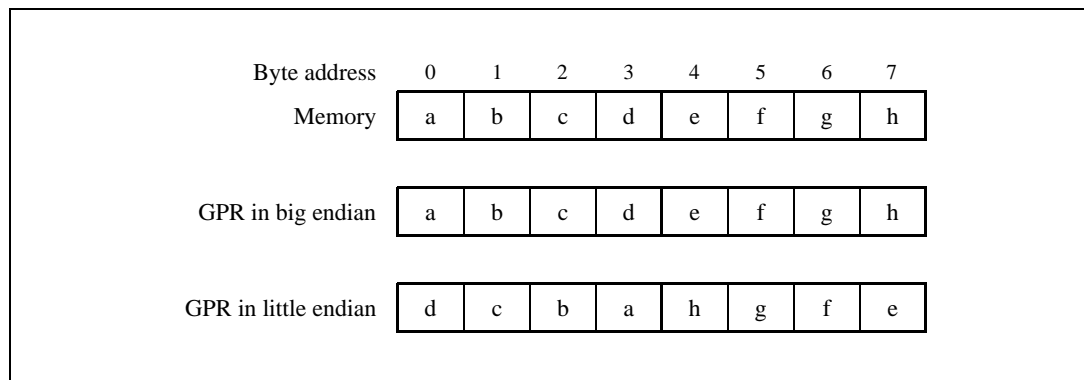 Byte address 0 1 2 3 4 5 6 7
Memory a b c d e f g h
GPR in big endian a b c d e f g h
GPR in little endian d c b a h g f e